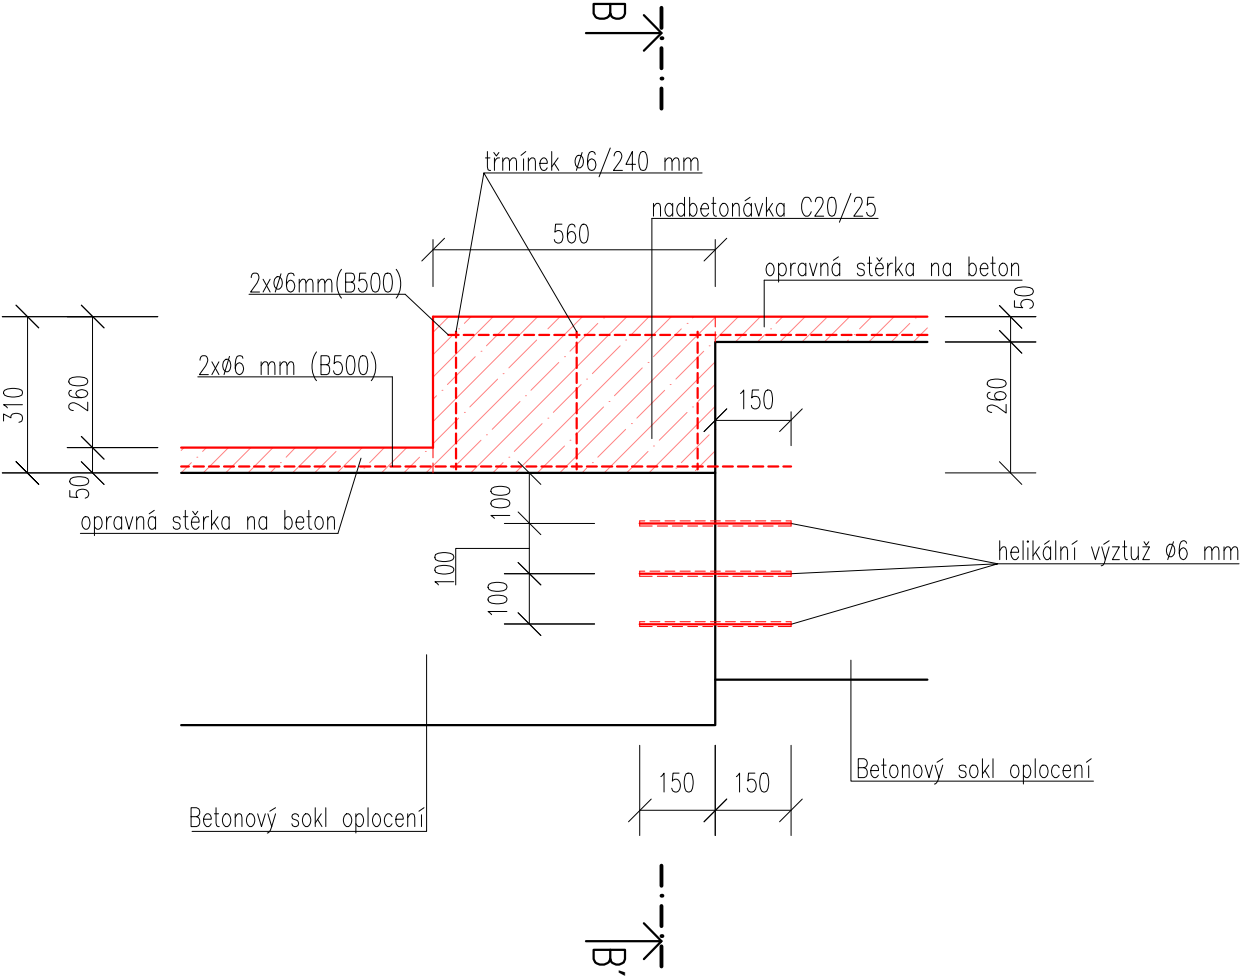 B
třmínek ø6/240 mm
nadbetonávka C20/25
560
opravná stěrka na beton
2xø6mm(B500)
50
2xø6 mm (B500)
310
260
150
260
50
100
opravná stěrka na beton
100
helikální výztuž ø6 mm
100
150
150
Betonový sokl oplocení
Betonový sokl oplocení
B'